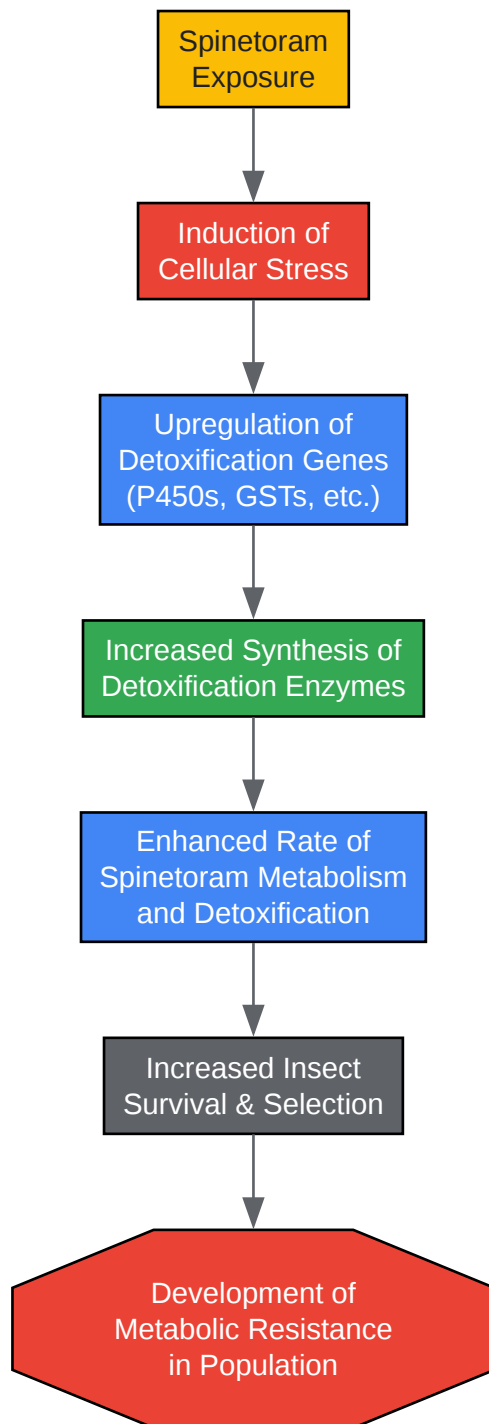 Spinetoram
Exposure
Induction of
Cellular Stress
Upregulation of
Detoxification Genes
(P450s, GSTs, etc.)
Increased Synthesis of
Detoxification Enzymes
Enhanced Rate of
Spinetoram Metabolism
and Detoxification
Increased Insect
Survival & Selection
Development of
Metabolic Resistance
in Population